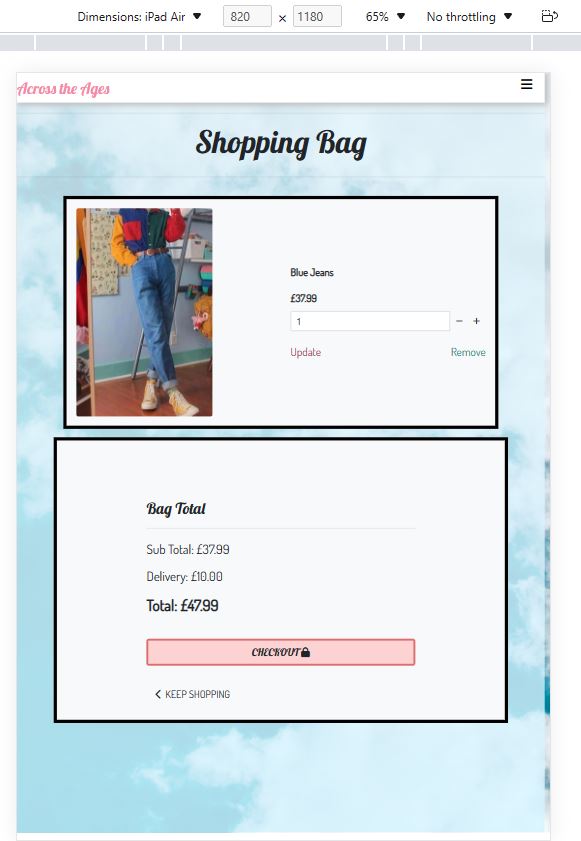 Dimensions: iPad Air ▼ 820 × 1180 65% ▼ No throttling ▼
Across the Ages
Shopping Bag
Blue Jeans
£37.99
1 − +
Update Remove
Bag Total
Sub Total: £37.99
Delivery: £10.00
Total: £47.99
CHECKOUT
KEEP SHOPPING